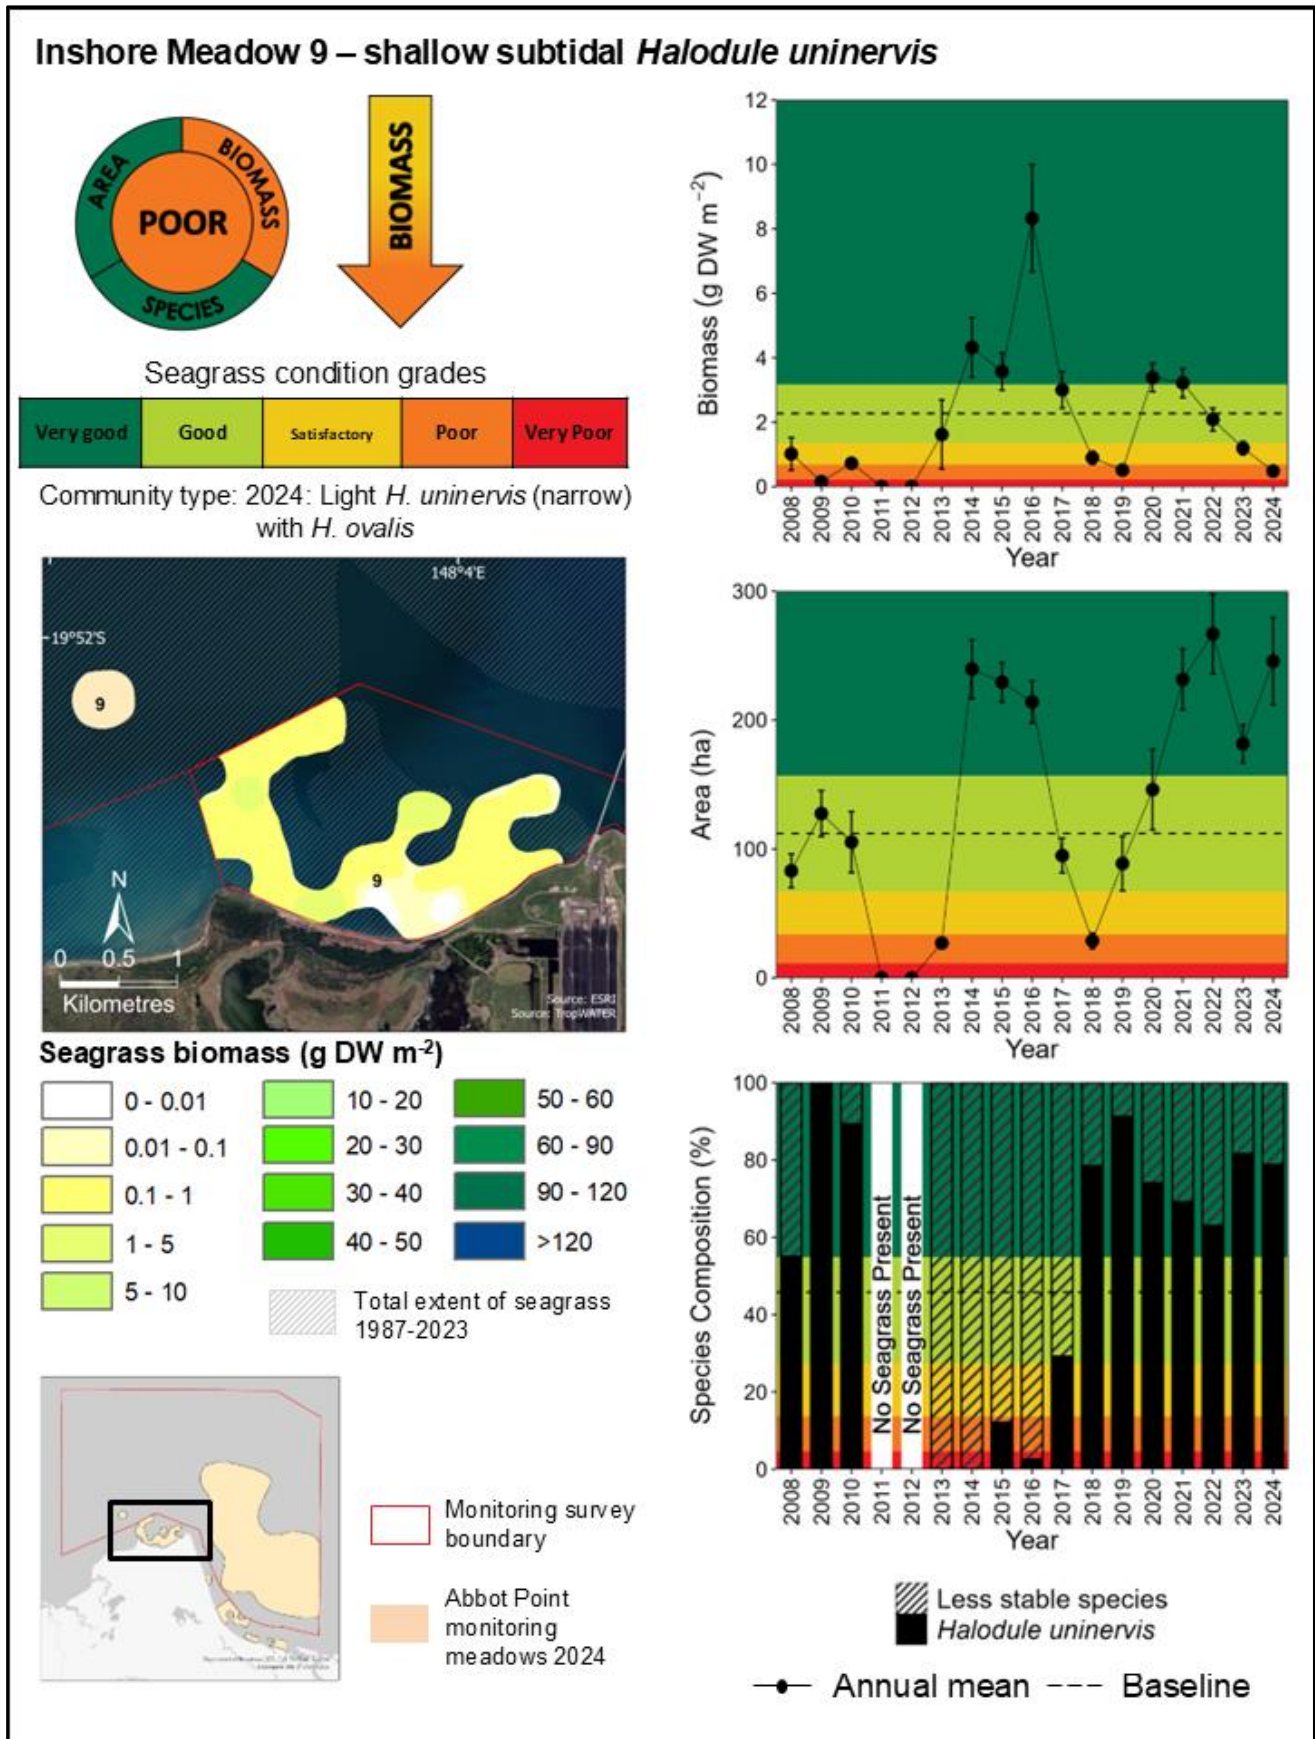 Inshore Meadow 9 – shallow subtidal Halodule uninervis
AREA
BIOMASS
SPECIES
POOR
BIOMASS
Seagrass condition grades
Very good
Good
Satisfactory
Poor
Very Poor
Community type: 2024: Light H. uninervis (narrow)
with H. ovalis
148°4'E
19°52'S
9
9
N
0 0.5 1
Kilometres
Source: ESRI
Source: TropWATER
Seagrass biomass (g DW m-2)
0 - 0.01
0.01 - 0.1
0.1 - 1
1 - 5
5 - 10
10 - 20
20 - 30
30 - 40
40 - 50
50 - 60
60 - 90
90 - 120
>120
Total extent of seagrass
1987-2023
Monitoring survey
boundary
Abbot Point
monitoring
meadows 2024
Biomass (g DW m−2)
12
10
8
6
4
2
0
2008 2009 2010 2011 2012 2013 2014 2015 2016 2017 2018 2019 2020 2021 2022 2023 2024
Year
Area (ha)
300
200
100
0
2008 2009 2010 2011 2012 2013 2014 2015 2016 2017 2018 2019 2020 2021 2022 2023 2024
Year
Species Composition (%)
100
80
60
40
20
0
No Seagrass Present
No Seagrass Present
2008 2009 2010 2011 2012 2013 2014 2015 2016 2017 2018 2019 2020 2021 2022 2023 2024
Year
Less stable species
Halodule uninervis
Annual mean
Baseline